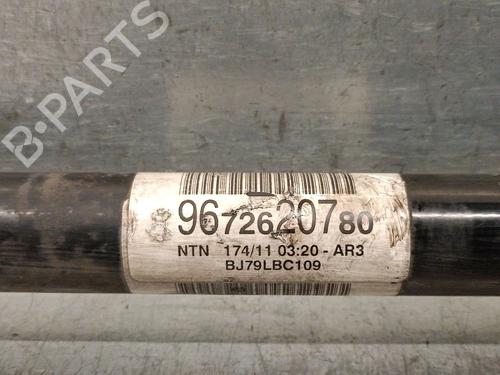 B-PARTS
9672620780
NTN 174/11 03:20 - AR3
BJ79LBC109